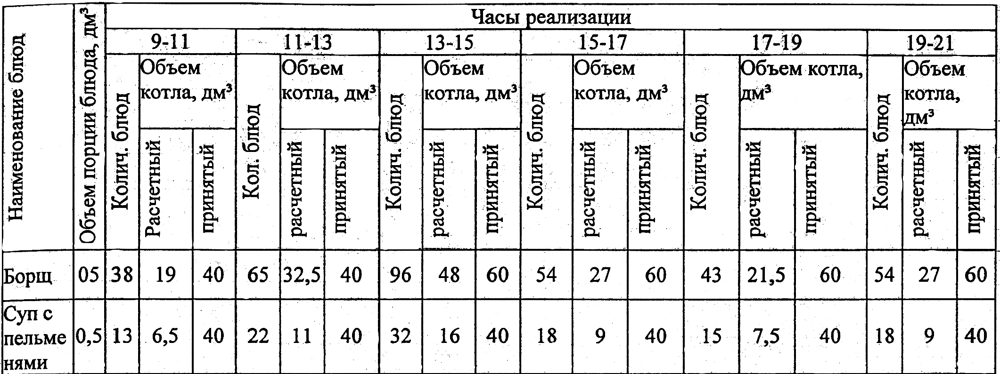 Наименование блюд
Объем порции блюда, дм³
Часы реализации
9-11
11-13
13-15
15-17
17-19
19-21
Колич. блюд
Объем
котла, дм³
Кол. блюд
Объем
котла, дм³
Колич. блюд
Объем
котла, дм³
Колич. блюд
Объем
котла, дм³
Колич. блюд
Объем котла,
дм³
Колич. блюд
Объем
котла,
дм³
Расчетный
принятый
расчетный
принятый
расчетный
принятый
расчетный
принятый
расчетный
принятый
расчетный
принятый
Борщ 05 38 19 40 65 32,5 40 96 48 60 54 27 60 43 21,5 60 54 27 60
Суп с
пельме 0,5 13 6,5 40 22 11 40 32 16 40 18 9 40 15 7,5 40 18 9 40
нями